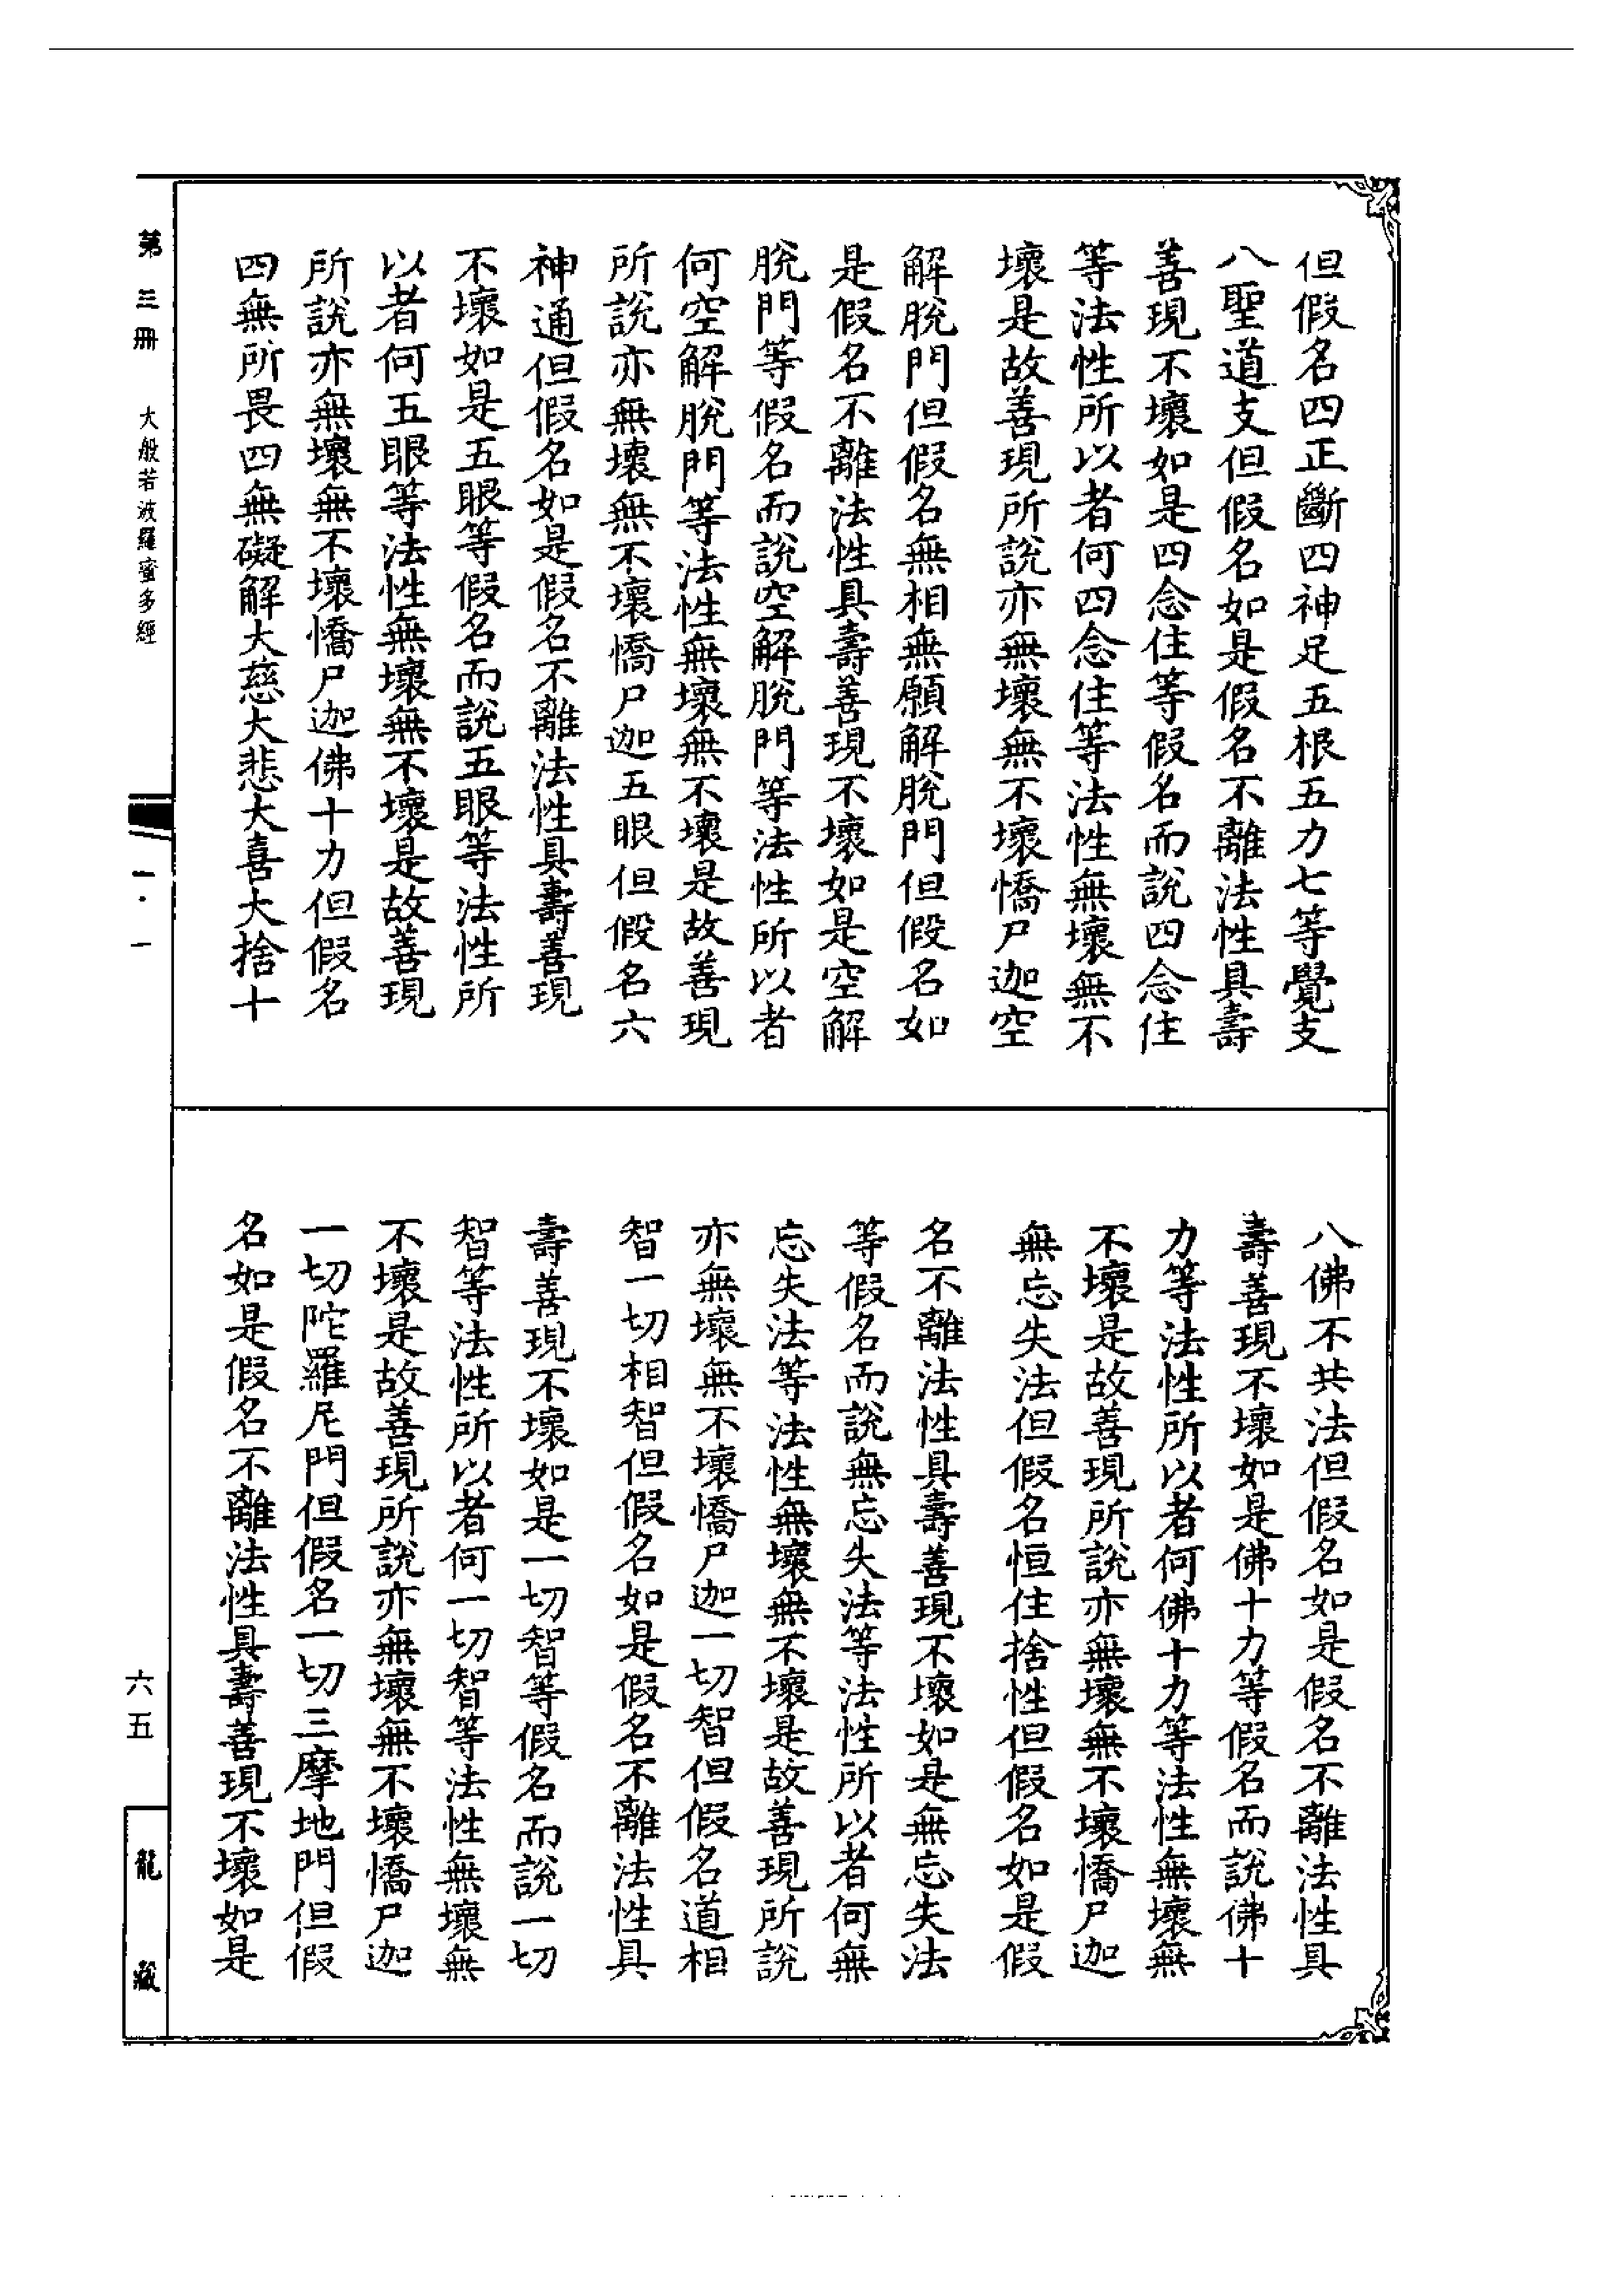 但假名四正斷四神足五根五力七等覺支
八聖道支但假名如是假名不離法性具壽
善現不壞如是四念住等假名而說四念住
等法性所以者何四念住等法性無壞無不
壞是故善現所說亦無壞無不壞憍尸迦空
解脫門但假名無相無願解脫門但假名如
是假名不離法性具壽善現不壞如是空解
脫門等假名而說空解脫門等法性所以者
何空解脫門等法性無壞無不壞是故善現
所說亦無壞無不壞憍尸迦五眼但假名六
神通但假名如是假名不離法性具壽善現
不壞如是五眼等假名而說五眼等法性所
以者何五眼等法性無壞無不壞是故善現
所說亦無壞無不壞憍尸迦佛十力但假名
四無所畏四無礙解大慈大悲大喜大捨十
八佛不共法但假名如是假名不離法性具
壽善現不壞如是佛十力等假名而說佛十
力等法性所以者何佛十力等法性無壞無
不壞是故善現所說亦無壞無不壞憍尸迦
無忘失法但假名恒住捨性但假名如是假
名不離法性具壽善現不壞如是無忘失法
等假名而說無忘失法等法性所以者何無
忘失法等法性無壞無不壞是故善現所說
亦無壞無不壞憍尸迦一切智但假名道相
智一切相智但假名如是假名不離法性具
壽善現不壞如是一切智等假名而說一切
智等法性所以者何一切智等法性無壞無
不壞是故善現所說亦無壞無不壞憍尸迦
一切陀羅尼門但假名一切三摩地門但假
名如是假名不離法性具壽善現不壞如是
第三冊 大般若波羅蜜多經
一·一
六五
龍藏